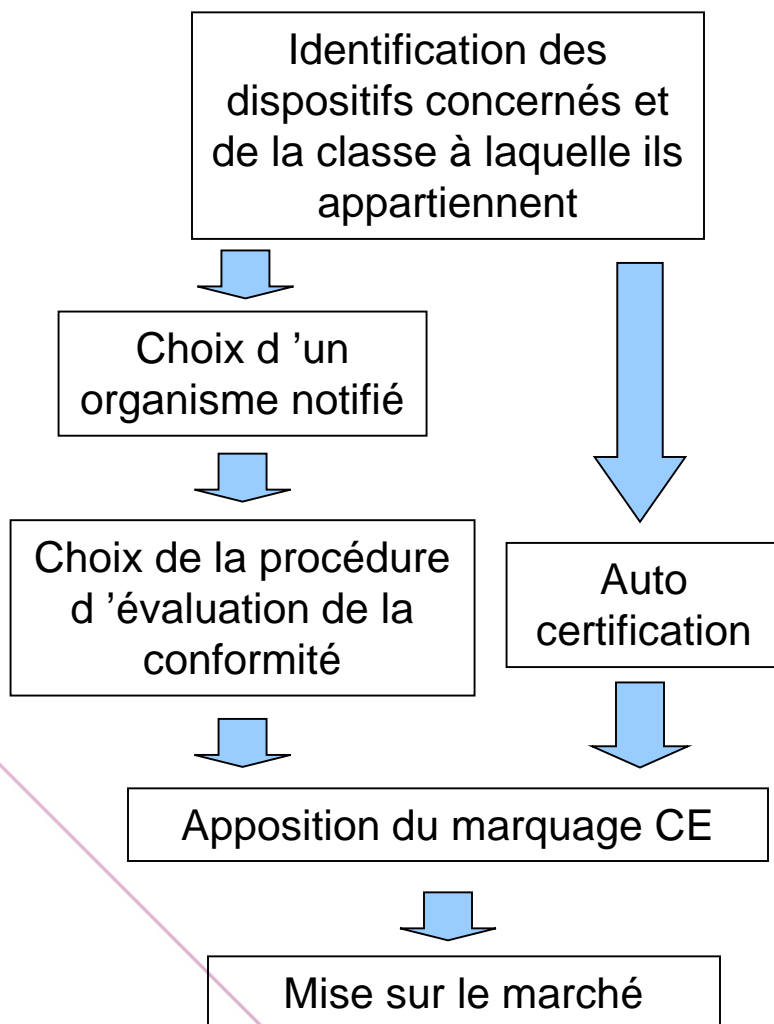 Identification des
dispositifs concernés et
de la classe à laquelle ils
appartiennent
Choix d ’un
organisme notifié
Choix de la procédure
d ’évaluation de la
conformité
Auto
certification
Apposition du marquage CE
Mise sur le marché